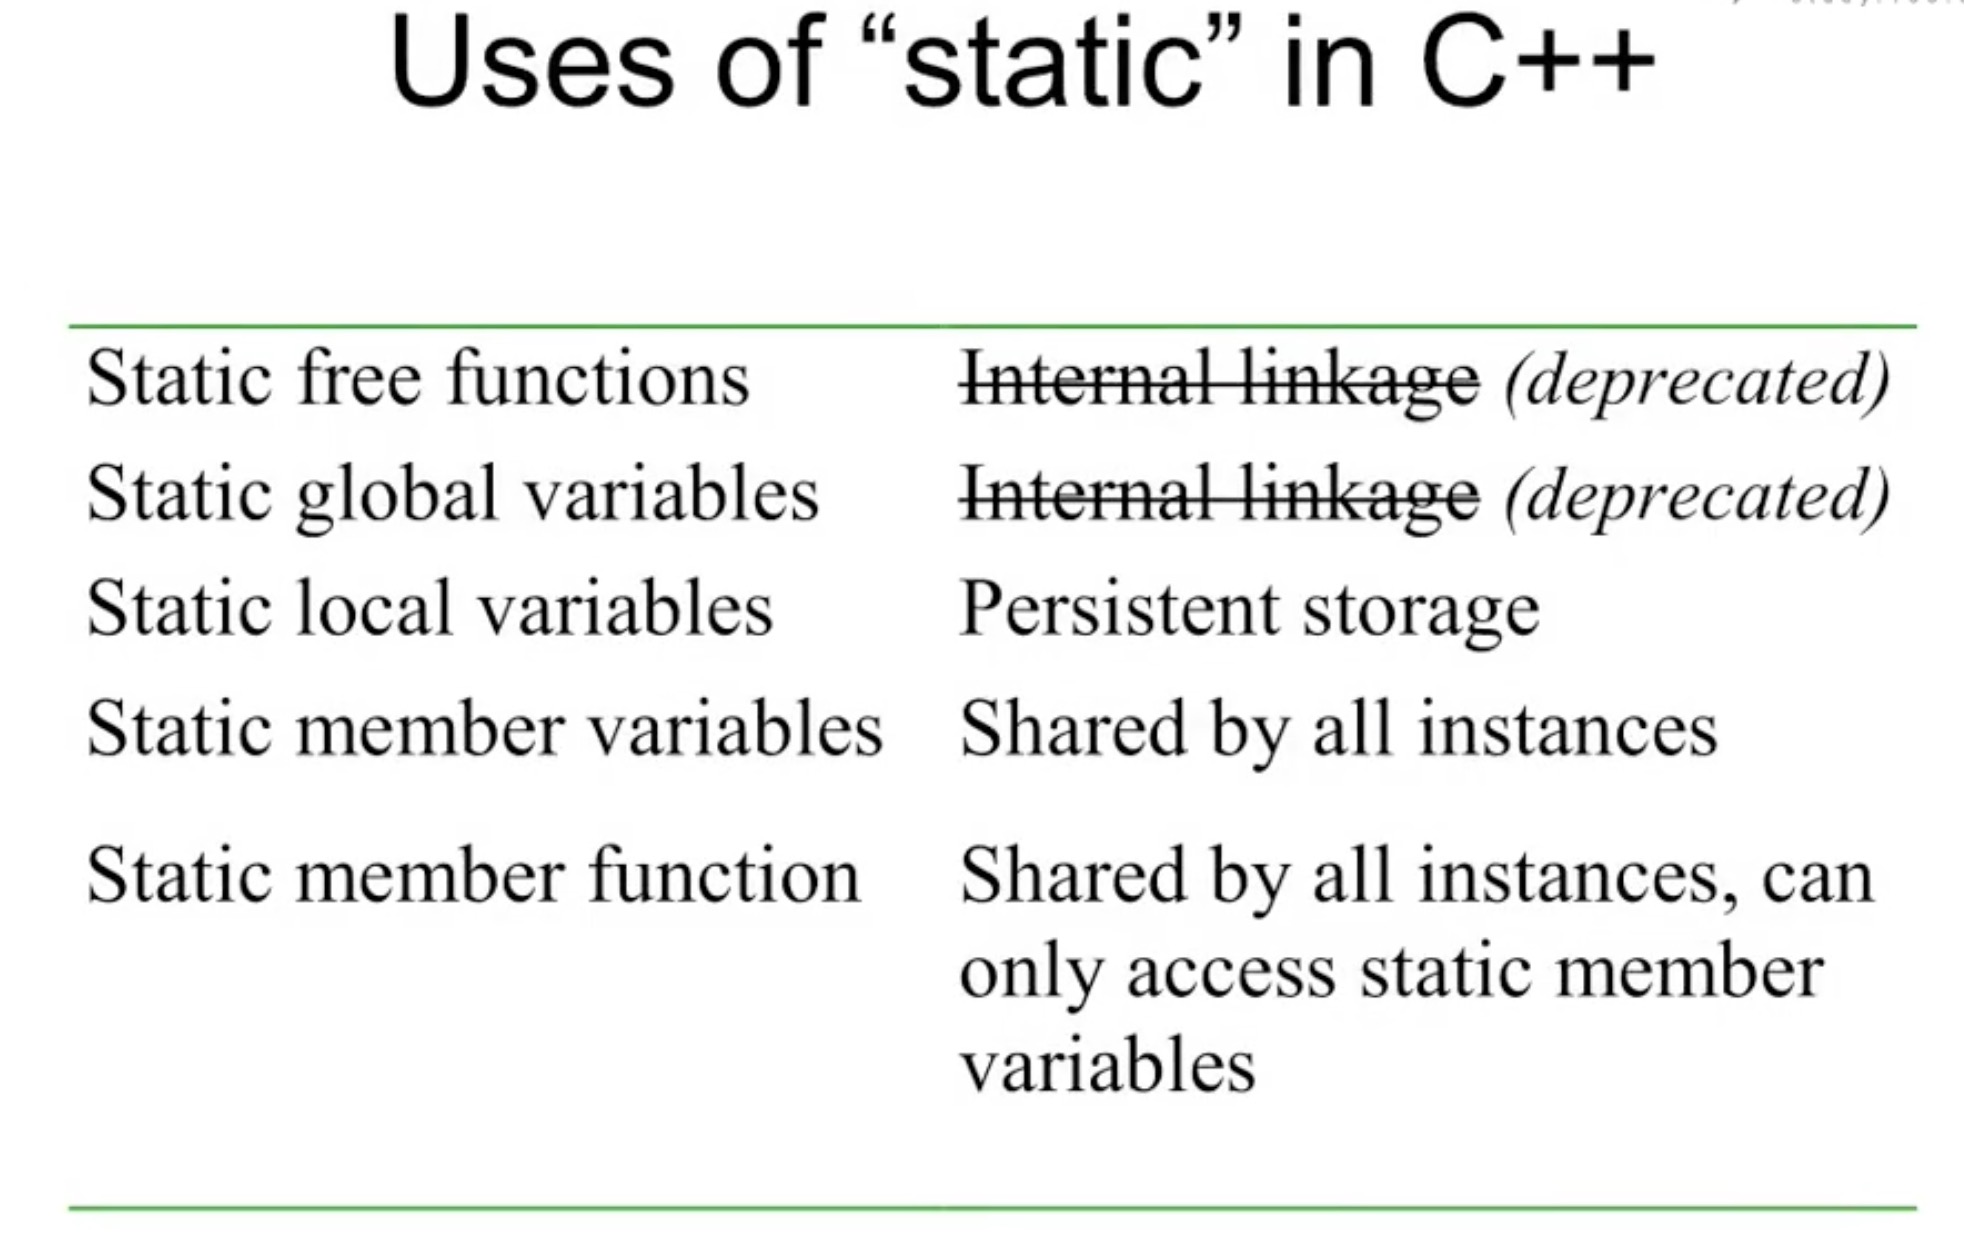 Uses of “static” in C++
Static free functions Internal linkage (deprecated)
Static global variables Internal linkage (deprecated)
Static local variables Persistent storage
Static member variables Shared by all instances
Static member function Shared by all instances, can
only access static member
variables